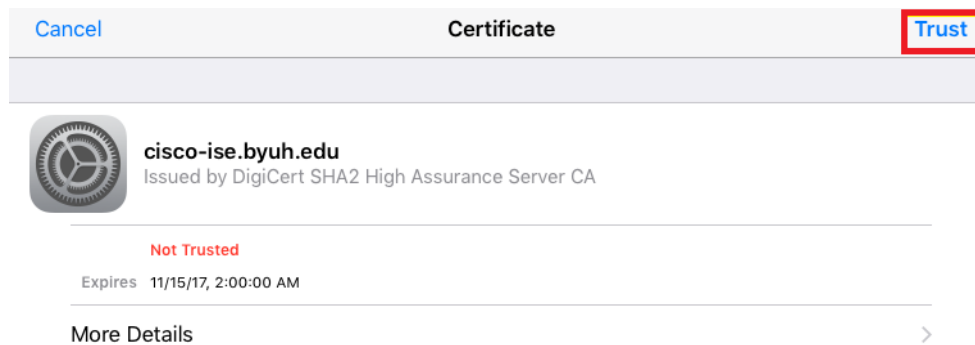 Cancel Certificate Trust
cisco-ise.byuh.edu
Issued by DigiCert SHA2 High Assurance Server CA
Not Trusted
Expires 11/15/17, 2:00:00 AM
More Details